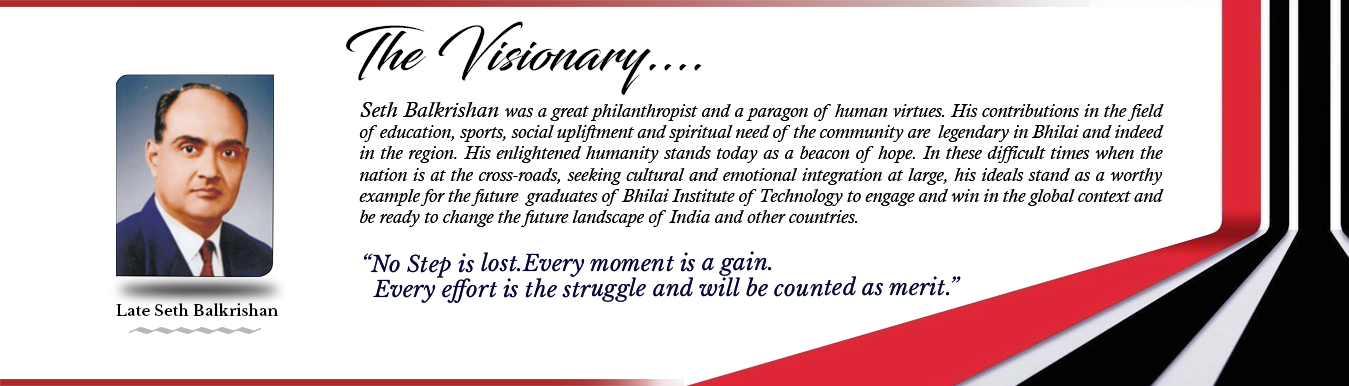 The Visionary....
Seth Balkrishan was a great philanthropist and a paragon of human virtues. His contributions in the field
of education, sports, social upliftment and spiritual need of the community are legendary in Bhilai and indeed
in the region. His enlightened humanity stands today as a beacon of hope. In these difficult times when the
nation is at the cross-roads, seeking cultural and emotional integration at large, his ideals stand as a worthy
example for the future graduates of Bhilai Institute of Technology to engage and win in the global context and
be ready to change the future landscape of India and other countries.
“No Step is lost.Every moment is a gain.
Every effort is the struggle and will be counted as merit.”
Late Seth Balkrishan